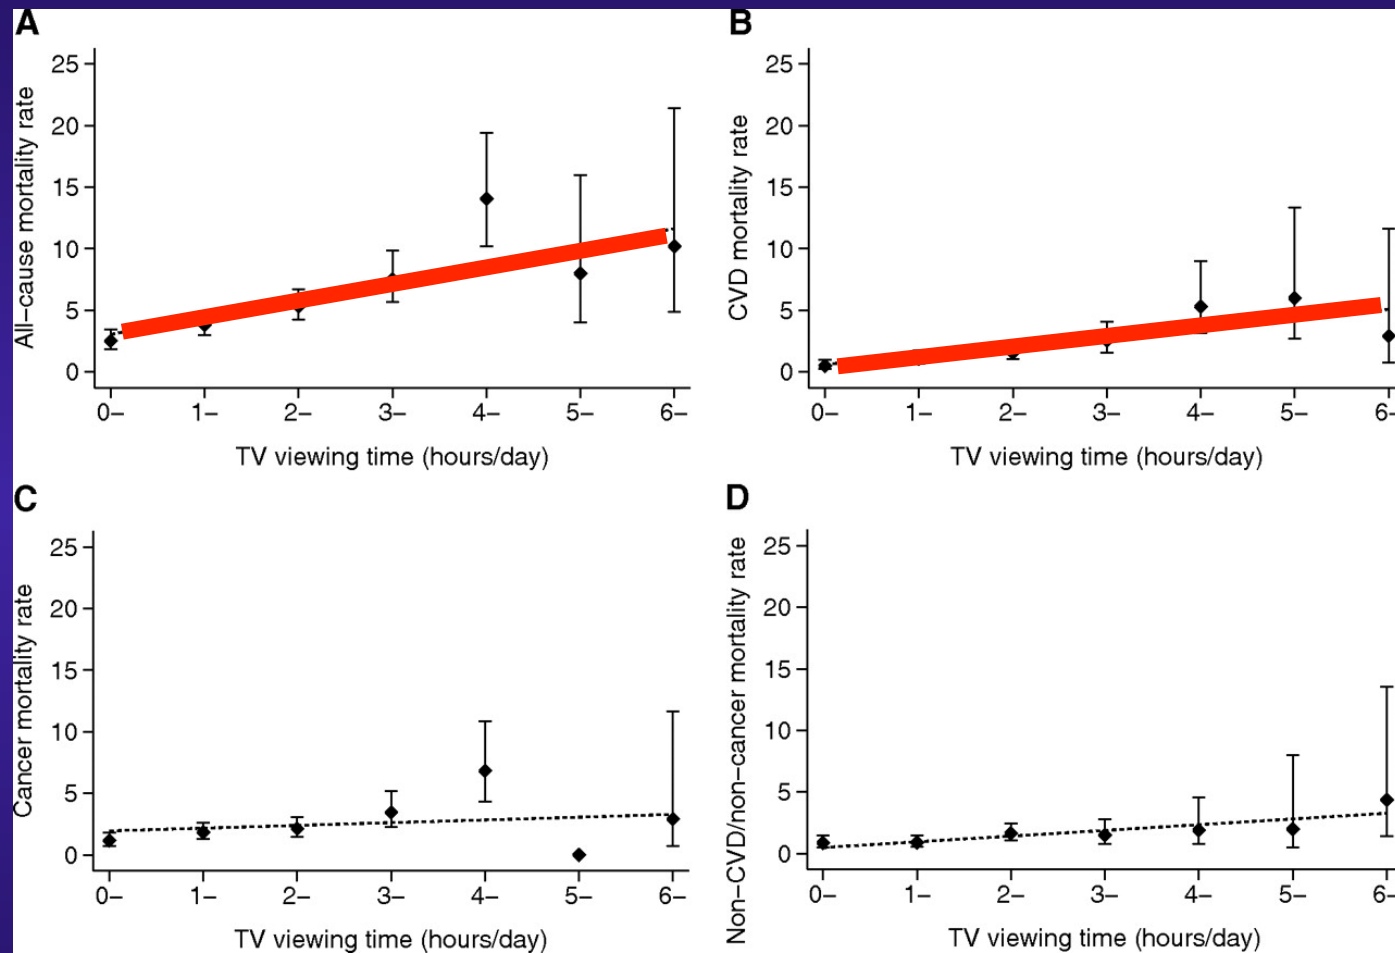 A
All–cause mortality rate
25
20
15
10
5
0
0– 1– 2– 3– 4– 5– 6–
TV viewing time (hours/day)
B
CVD mortality rate
25
20
15
10
5
0
0– 1– 2– 3– 4– 5– 6–
TV viewing time (hours/day)
C
Cancer mortality rate
25
20
15
10
5
0
0– 1– 2– 3– 4– 5– 6–
TV viewing time (hours/day)
D
Non–CVD/non–cancer mortality rate
25
20
15
10
5
0
0– 1– 2– 3– 4– 5– 6–
TV viewing time (hours/day)